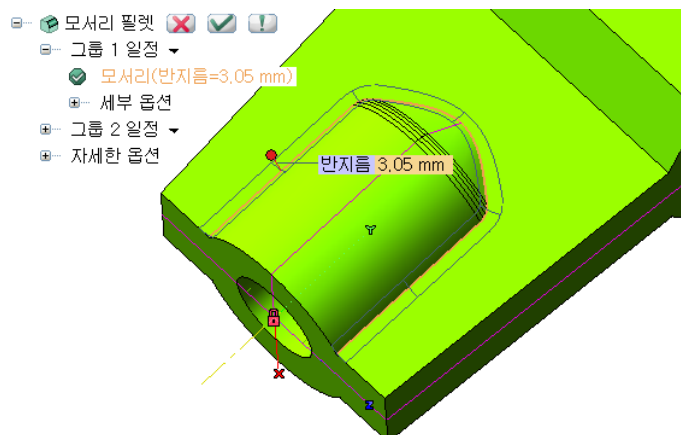 모서리 필렛
그룹 1 일정
모서리(반지름=3,05 mm)
세부 옵션
그룹 2 일정
자세한 옵션
반지름 3,05 mm
Y
X
Z